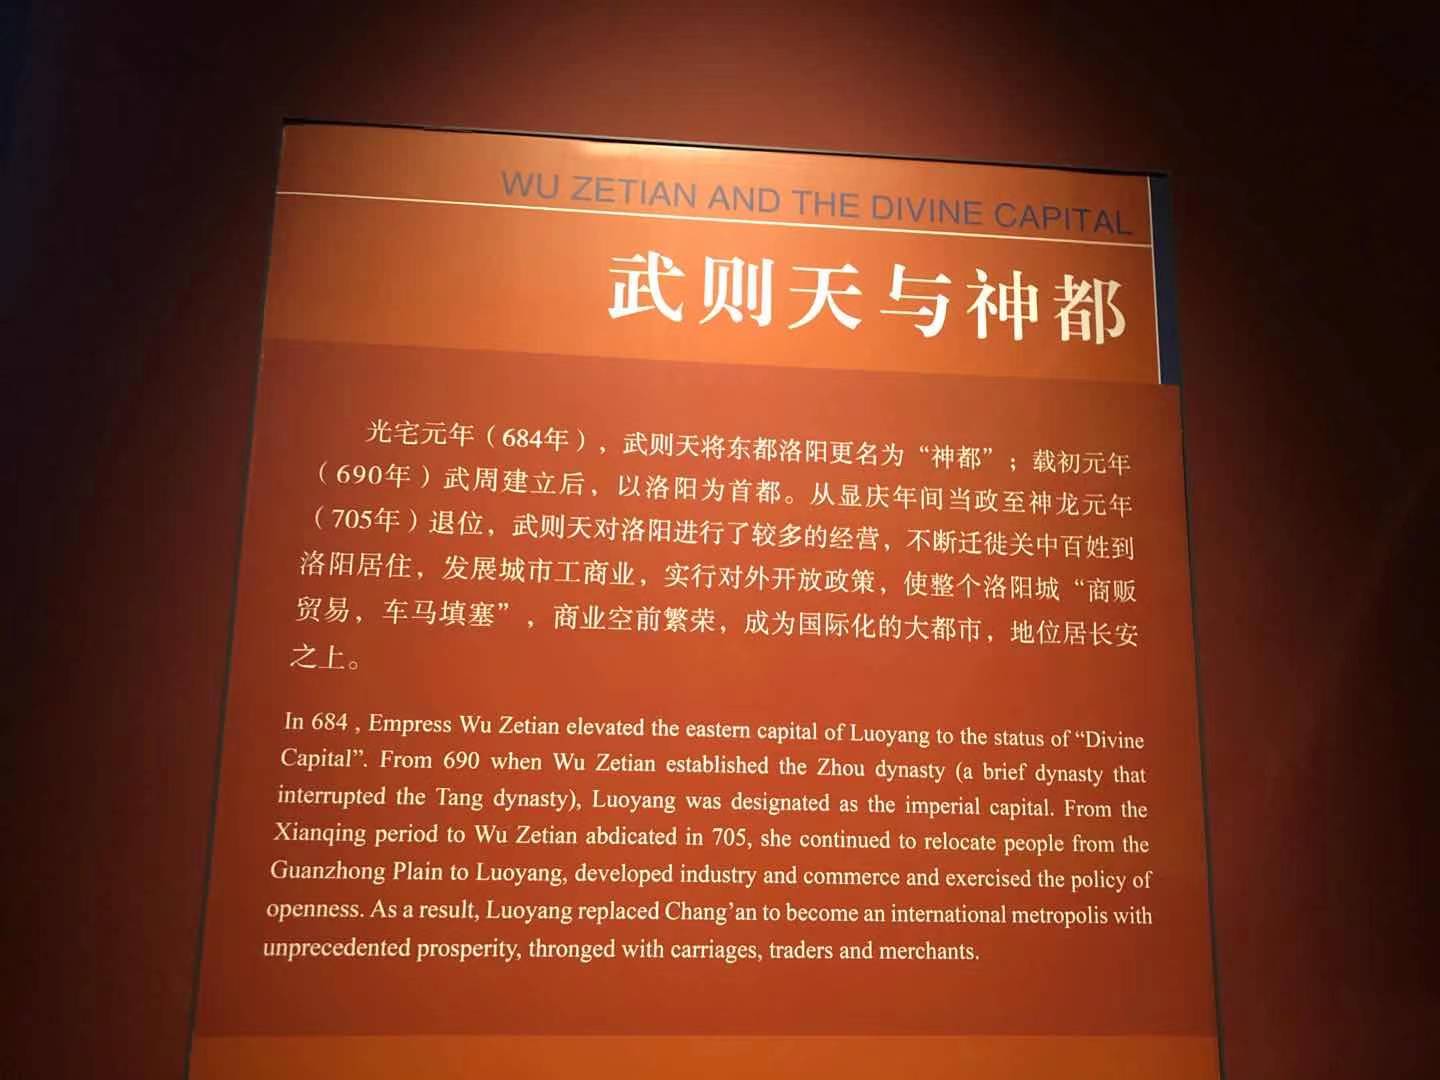 WU ZETIAN AND THE DIVINE CAPITAL
武则天与神都
光宅元年（684年），武则天将东都洛阳更名为“神都”；载初元年
（690年）武周建立后，以洛阳为首都。从显庆年间当政至神龙元年
（705年）退位，武则天对洛阳进行了较多的经营，不断迁徙关中百姓到
洛阳居住，发展城市工商业，实行对外开放政策，使整个洛阳城“商贩
贸易，车马填塞”，商业空前繁荣，成为国际化的大都市，地位居长安
之上。
In 684 , Empress Wu Zetian elevated the eastern capital of Luoyang to the status of “Divine
Capital”. From 690 when Wu Zetian established the Zhou dynasty (a brief dynasty that
interrupted the Tang dynasty), Luoyang was designated as the imperial capital. From the
Xianqing period to Wu Zetian abdicated in 705, she continued to relocate people from the
Guanzhong Plain to Luoyang, developed industry and commerce and exercised the policy of
openness. As a result, Luoyang replaced Chang’an to become an international metropolis with
unprecedented prosperity, thronged with carriages, traders and merchants.